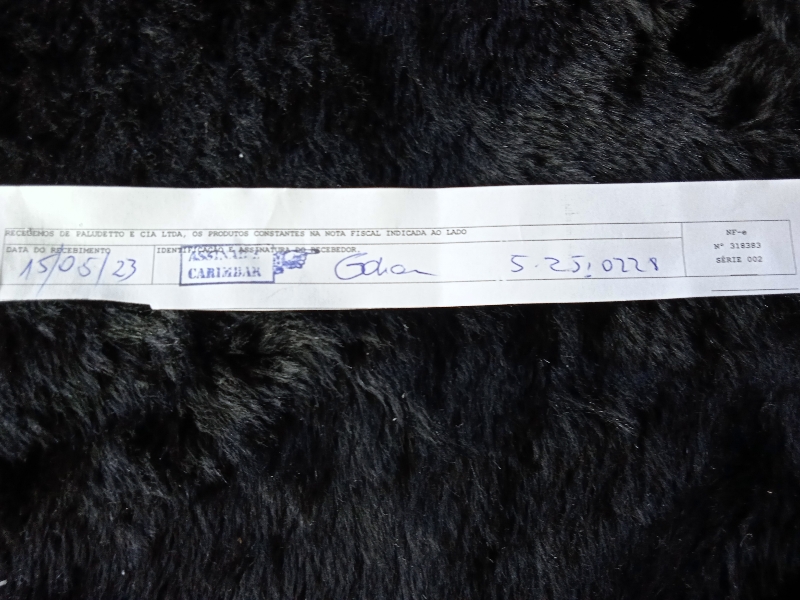 RECEBEMOS DE PALUDETTO E CIA LTDA, OS PRODUTOS CONSTANTES NA NOTA FISCAL INDICADA AO LADO
DATA DO RECEBIMENTO
15/05/23
IDENTIFICAÇÃO E ASSINATURA DO RECEBEDOR
ASSINAR E
CARIMBAR
5.25.0228
NF-e
Nº 318383
SÉRIE 002